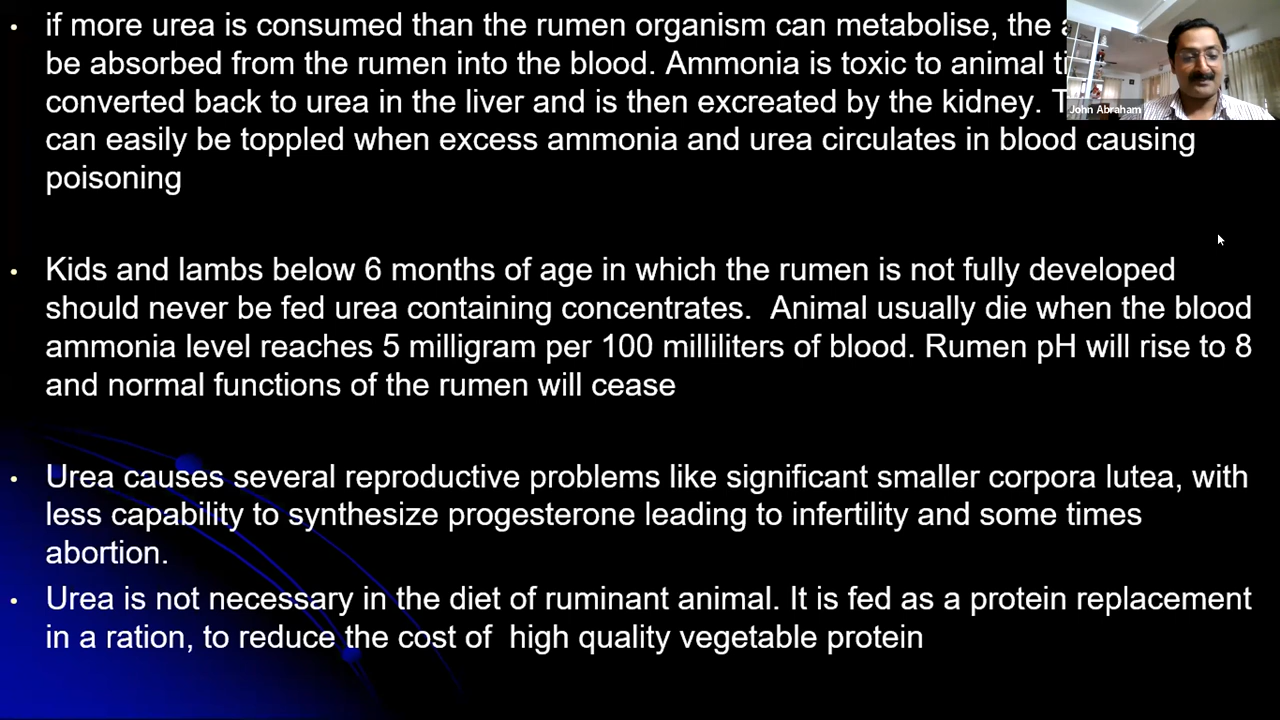 • if more urea is consumed than the rumen organism can metabolise, the
be absorbed from the rumen into the blood. Ammonia is toxic to animal
converted back to urea in the liver and is then excreated by the kidney.
can easily be toppled when excess ammonia and urea circulates in blood causing
poisoning
• Kids and lambs below 6 months of age in which the rumen is not fully developed
should never be fed urea containing concentrates.  Animal usually die when the blood
ammonia level reaches 5 milligram per 100 milliliters of blood. Rumen pH will rise to 8
and normal functions of the rumen will cease
• Urea causes several reproductive problems like significant smaller corpora lutea, with
less capability to synthesize progesterone leading to infertility and some times
abortion.
• Urea is not necessary in the diet of ruminant animal. It is fed as a protein replacement
in a ration, to reduce the cost of  high quality vegetable protein
John Abraham